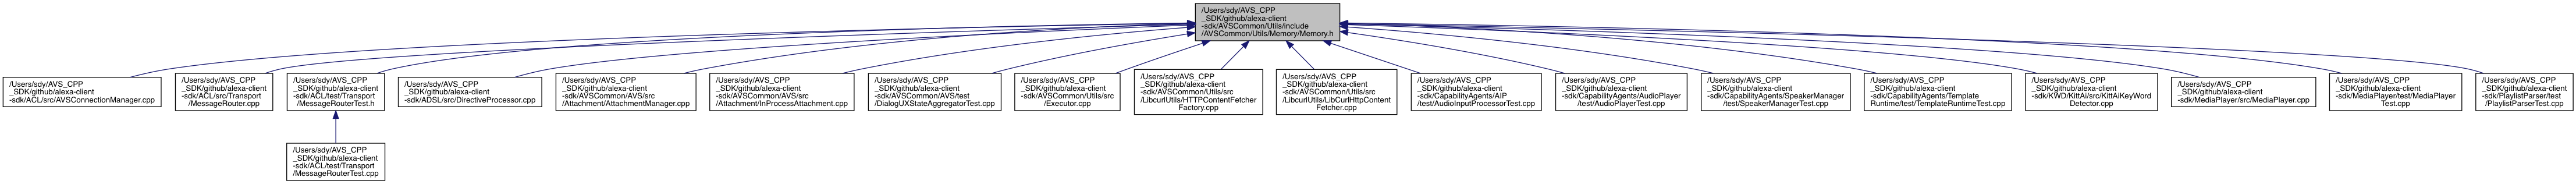 /Users/sdy/AVS_CPP
_SDK/github/alexa-client
-sdk/AVSCommon/Utils/include
/AVSCommon/Utils/Memory/Memory.h
/Users/sdy/AVS_CPP
_SDK/github/alexa-client
-sdk/ACL/src/AVSConnectionManager.cpp
/Users/sdy/AVS_CPP
_SDK/github/alexa-client
-sdk/ACL/src/Transport
/MessageRouter.cpp
/Users/sdy/AVS_CPP
_SDK/github/alexa-client
-sdk/ACL/test/Transport
/MessageRouterTest.h
/Users/sdy/AVS_CPP
_SDK/github/alexa-client
-sdk/ADSL/src/DirectiveProcessor.cpp
/Users/sdy/AVS_CPP
_SDK/github/alexa-client
-sdk/AVSCommon/AVS/src
/Attachment/AttachmentManager.cpp
/Users/sdy/AVS_CPP
_SDK/github/alexa-client
-sdk/AVSCommon/AVS/src
/Attachment/InProcessAttachment.cpp
/Users/sdy/AVS_CPP
_SDK/github/alexa-client
-sdk/AVSCommon/AVS/test
/DialogUXStateAggregatorTest.cpp
/Users/sdy/AVS_CPP
_SDK/github/alexa-client
-sdk/AVSCommon/Utils/src
/Executor.cpp
/Users/sdy/AVS_CPP
_SDK/github/alexa-client
-sdk/AVSCommon/Utils/src
/LibcurlUtils/HTTPContentFetcher
Factory.cpp
/Users/sdy/AVS_CPP
_SDK/github/alexa-client
-sdk/AVSCommon/Utils/src
/LibcurlUtils/LibCurlHttpContent
Fetcher.cpp
/Users/sdy/AVS_CPP
_SDK/github/alexa-client
-sdk/CapabilityAgents/AIP
/test/AudioInputProcessorTest.cpp
/Users/sdy/AVS_CPP
_SDK/github/alexa-client
-sdk/CapabilityAgents/AudioPlayer
/test/AudioPlayerTest.cpp
/Users/sdy/AVS_CPP
_SDK/github/alexa-client
-sdk/CapabilityAgents/SpeakerManager
/test/SpeakerManagerTest.cpp
/Users/sdy/AVS_CPP
_SDK/github/alexa-client
-sdk/CapabilityAgents/Template
Runtime/test/TemplateRuntimeTest.cpp
/Users/sdy/AVS_CPP
_SDK/github/alexa-client
-sdk/KWD/KittAi/src/KittAiKeyWord
Detector.cpp
/Users/sdy/AVS_CPP
_SDK/github/alexa-client
-sdk/MediaPlayer/src/MediaPlayer.cpp
/Users/sdy/AVS_CPP
_SDK/github/alexa-client
-sdk/MediaPlayer/test/MediaPlayer
Test.cpp
/Users/sdy/AVS_CPP
_SDK/github/alexa-client
-sdk/PlaylistParser/test
/PlaylistParserTest.cpp
/Users/sdy/AVS_CPP
_SDK/github/alexa-client
-sdk/ACL/test/Transport
/MessageRouterTest.cpp